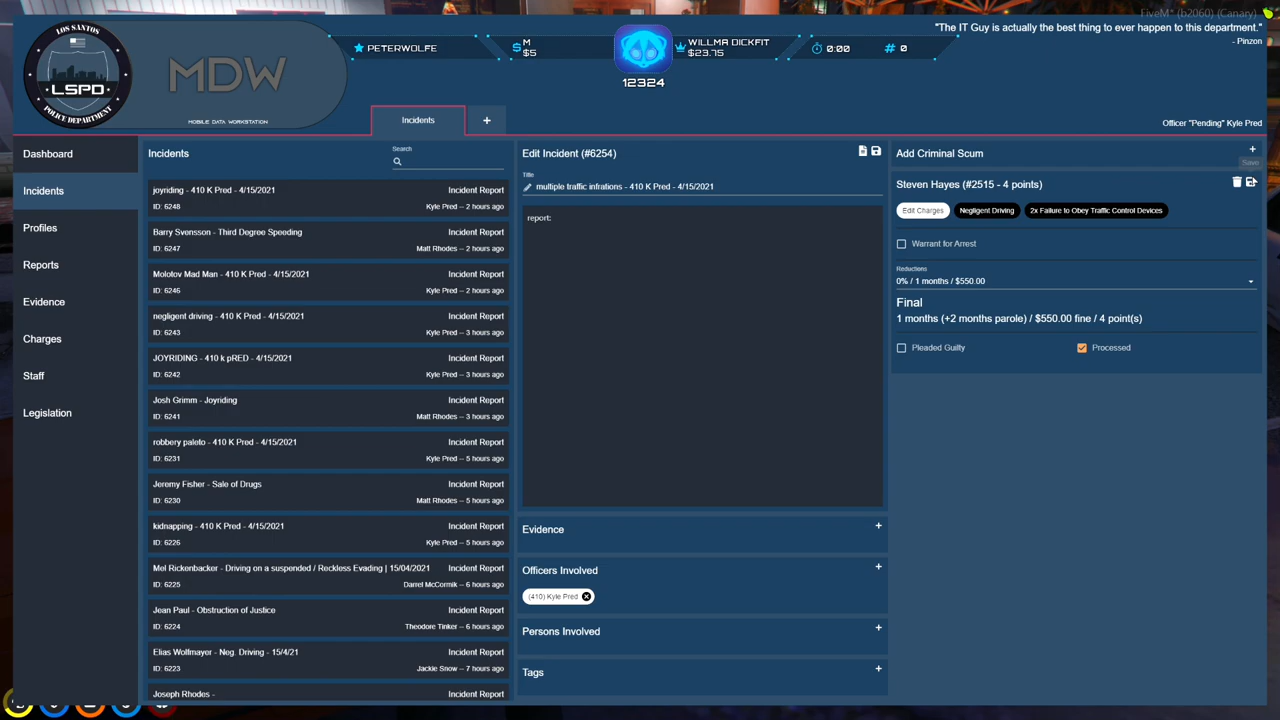 FiveM® (b2060) (Canary)
"The IT Guy is actually the best thing to ever happen to this department."
- Pinzon
LOS SANTOS
LSPD
POLICE DEPARTMENT
MDW
MOBILE DATA WORKSTATION
PETERWOLFE
M
$5
12324
WILLMA DICKFIT
$23.75
0:00
# 0
Incidents
+
Officer "Pending" Kyle Pred
Dashboard
Incidents
Profiles
Reports
Evidence
Charges
Staff
Legislation
Incidents
Search
joyriding - 410 K Pred - 4/15/2021 Incident Report
ID: 6248 Kyle Pred -- 2 hours ago
Barry Svensson - Third Degree Speeding Incident Report
ID: 6247 Matt Rhodes -- 2 hours ago
Molotov Mad Man - 410 K Pred - 4/15/2021 Incident Report
ID: 6246 Kyle Pred -- 2 hours ago
negligent driving - 410 K Pred - 4/15/2021 Incident Report
ID: 6243 Kyle Pred -- 3 hours ago
JOYRIDING - 410 k pRED - 4/15/2021 Incident Report
ID: 6242 Kyle Pred -- 3 hours ago
Josh Grimm - Joyriding Incident Report
ID: 6241 Matt Rhodes -- 3 hours ago
robbery paleto - 410 K Pred - 4/15/2021 Incident Report
ID: 6231 Kyle Pred -- 5 hours ago
Jeremy Fisher - Sale of Drugs Incident Report
ID: 6230 Matt Rhodes -- 5 hours ago
kidnapping - 410 K Pred - 4/15/2021 Incident Report
ID: 6226 Kyle Pred -- 5 hours ago
Mel Rickenbacker - Driving on a suspended / Reckless Evading | 15/04/2021 Incident Report
ID: 6225 Darrel McCormik -- 6 hours ago
Jean Paul - Obstruction of Justice Incident Report
ID: 6224 Theodore Tinker -- 6 hours ago
Elias Wolfmayer - Neg. Driving - 15/4/21 Incident Report
ID: 6223 Jackie Snow -- 7 hours ago
Joseph Rhodes - Incident Report
Edit Incident (#6254)
Title
multiple traffic infrations - 410 K Pred - 4/15/2021
report:
Evidence +
Officers Involved +
(410) Kyle Pred
Persons Involved +
Tags +
Add Criminal Scum +
Save
Steven Hayes (#2515 - 4 points)
Edit Charges Negligent Driving 2x Failure to Obey Traffic Control Devices
Warrant for Arrest
Reductions
0% / 1 months / $550.00
Final
1 months (+2 months parole) / $550.00 fine / 4 point(s)
Pleaded Guilty Processed